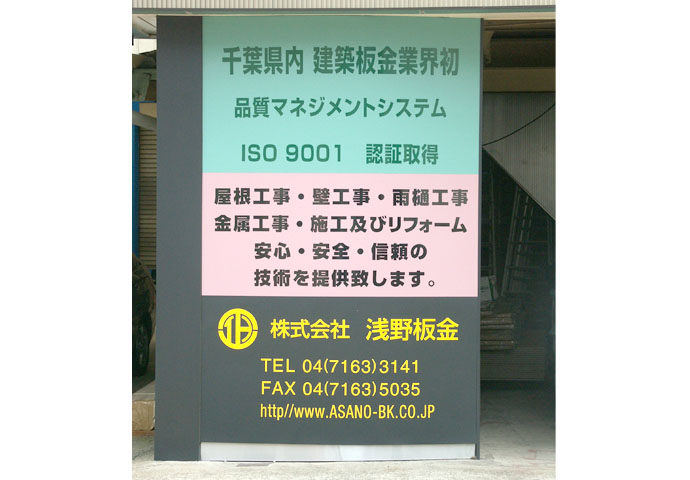 千葉県内 建築板金業界初
品質マネジメントシステム
ISO 9001 認証取得
屋根工事・壁工事・雨樋工事
金属工事・施工及びリフォーム
安心・安全・信頼の
技術を提供致します。
株式会社 浅野板金
TEL 04(7163)3141
FAX 04(7163)5035
http//www.ASANO-BK.CO.JP